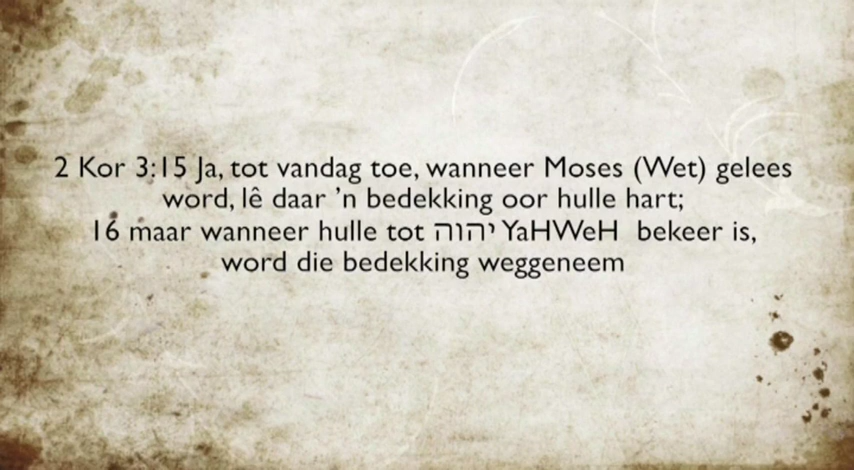 2 Kor 3:15 Ja, tot vandag toe, wanneer Moses (Wet) gelees
word, lê daar ’n bedekking oor hulle hart;
16 maar wanneer hulle tot יהוה YaHWeH bekeer is,
word die bedekking weggeneem